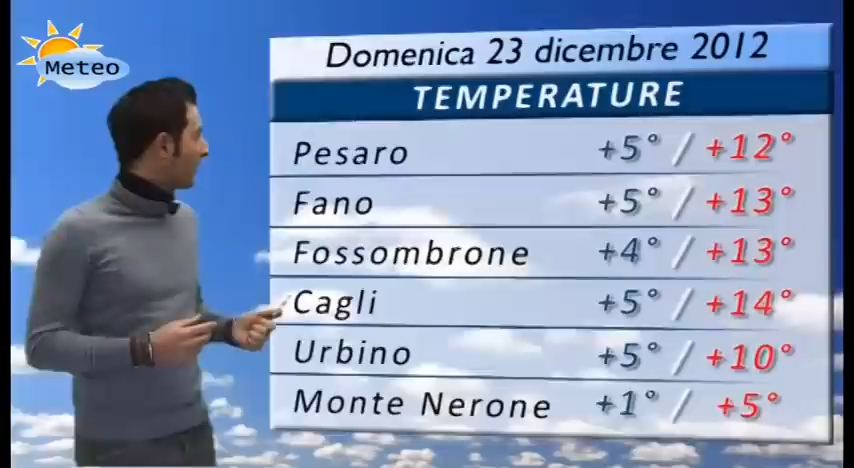 Meteo
Domenica 23 dicembre 2012
TEMPERATURE
Pesaro +5° / +12°
Fano +5° / +13°
Fossombrone +4° / +13°
Cagli +5° / +14°
Urbino +5° / +10°
Monte Nerone +1° / +5°